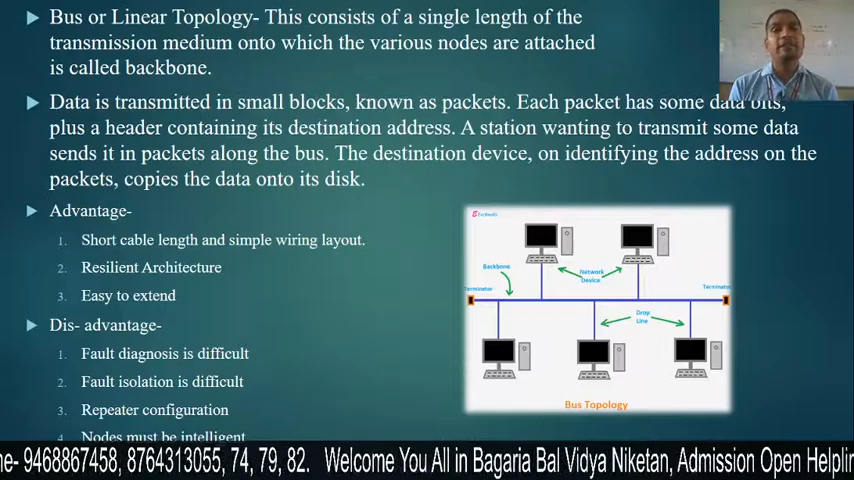 Bus or Linear Topology- This consists of a single length of the
transmission medium onto which the various nodes are attached
is called backbone.
Data is transmitted in small blocks, known as packets. Each packet has some data bits,
plus a header containing its destination address. A station wanting to transmit some data
sends it in packets along the bus. The destination device, on identifying the address on the
packets, copies the data onto its disk.
Advantage-
1. Short cable length and simple wiring layout.
2. Resilient Architecture
3. Easy to extend
Dis- advantage-
1. Fault diagnosis is difficult
2. Fault isolation is difficult
3. Repeater configuration
4. Nodes must be intelligent
Backbone
Network
Device
Terminator
Terminator
Drop
Line
Bus Topology
ne- 9468867458, 8764313055, 74, 79, 82. Welcome You All in Bagaria Bal Vidya Niketan, Admission Open Helplin